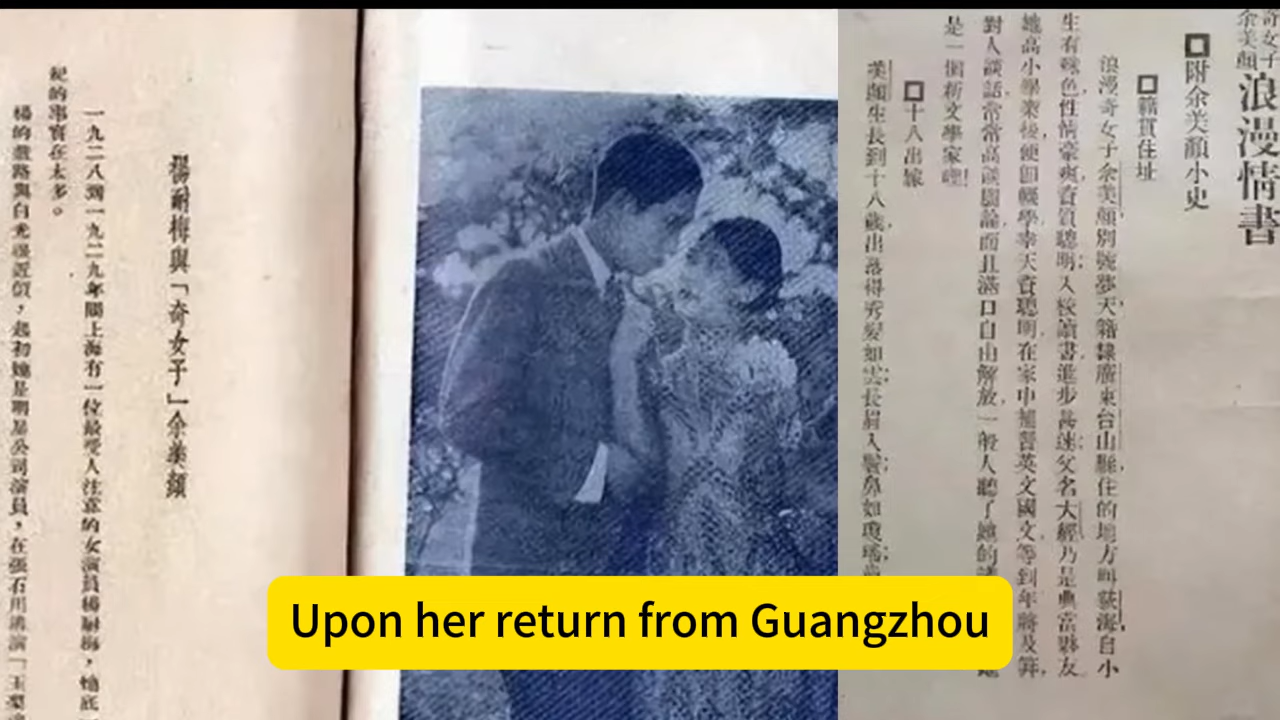 楊耐梅與「奇女子」余美顏
一九二八到一九二九年間上海有一位最受人注意的女演員楊耐梅，她底
紀的事實在太多。
楊的戲路與白光很近似，起初她是明星公司演員，在張石川導演「玉梨
奇女子
余美顏
浪漫情書
附余美顏小史
籍貫住址
浪漫奇女子余美顏別號夢天籍隸廣東台山縣住的地方叫荻海自小
生有殊色性情豪爽資質聰明入校讀書進步甚速父名大經乃是典當夥友
她高小畢業後便卽輟學幸天資聰明在家中補習英文國文等到年將及笄
對人談話常常高談闊論而且滿口自由解放一般人聽了她的
是一個新文學家哩！
十八出嫁
美顏生長到十八歲出落得秀髮如雲長眉入鬢鼻如瓊瑤
Upon her return from Guangzhou